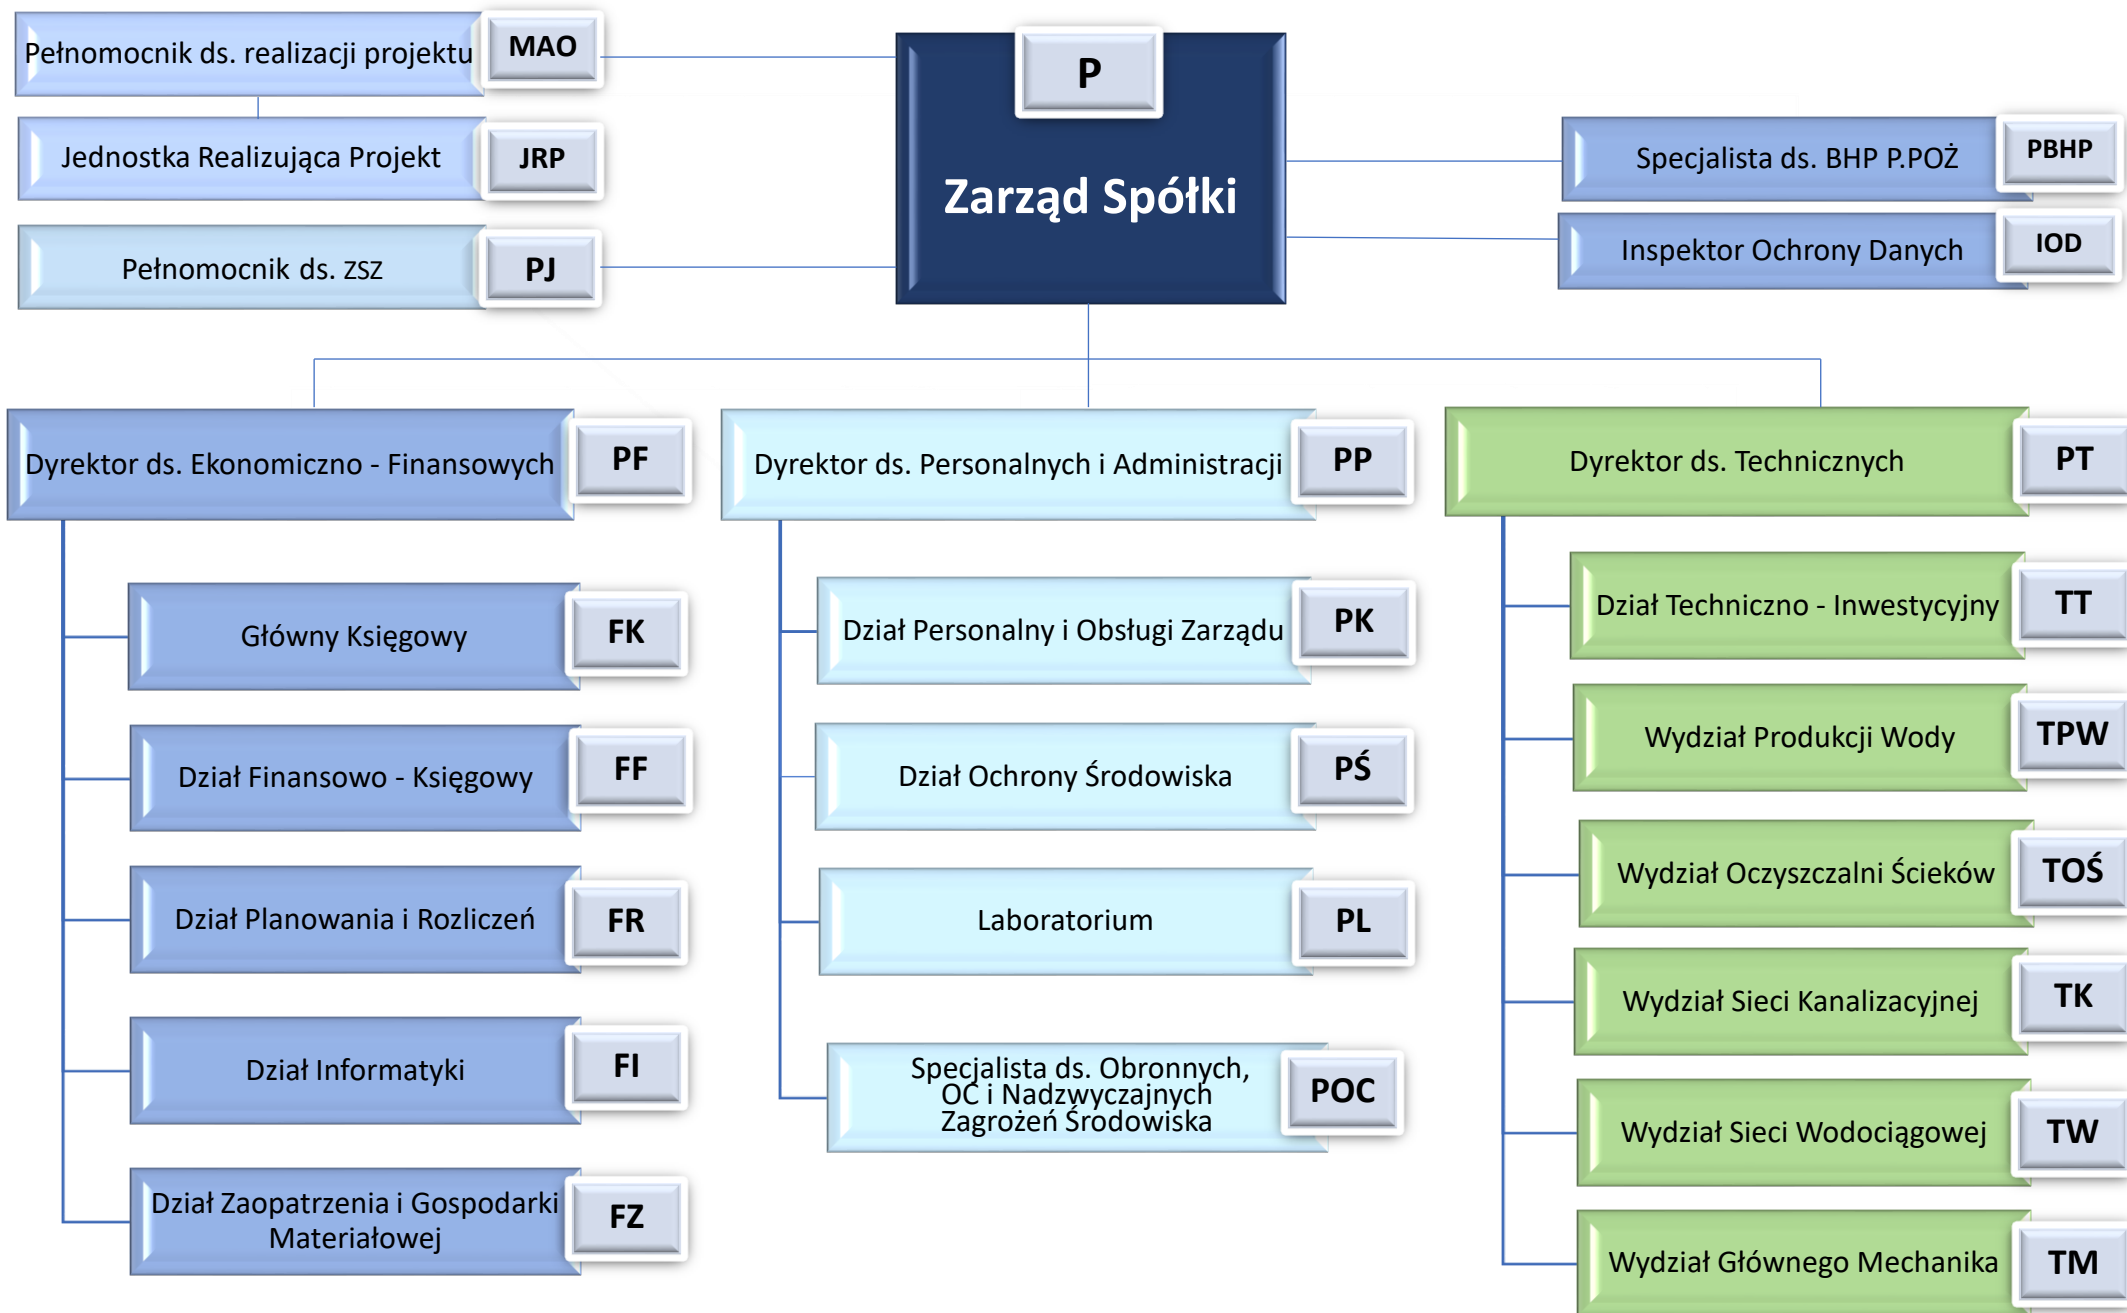 Pełnomocnik ds. realizacji projektu
MAO
Jednostka Realizująca Projekt
JRP
Pełnomocnik ds. ZSZ
PJ
P
Zarząd Spółki
Specjalista ds. BHP P.POŻ
PBHP
Inspektor Ochrony Danych
IOD
Dyrektor ds. Ekonomiczno - Finansowych
PF
Główny Księgowy
FK
Dział Finansowo - Księgowy
FF
Dział Planowania i Rozliczeń
FR
Dział Informatyki
FI
Dział Zaopatrzenia i Gospodarki
Materiałowej
FZ
Dyrektor ds. Personalnych i Administracji
PP
Dział Personalny i Obsługi Zarządu
PK
Dział Ochrony Środowiska
PŚ
Laboratorium
PL
Specjalista ds. Obronnych,
OC i Nadzwyczajnych
Zagrożeń Środowiska
POC
Dyrektor ds. Technicznych
PT
Dział Techniczno - Inwestycyjny
TT
Wydział Produkcji Wody
TPW
Wydział Oczyszczalni Ścieków
TOŚ
Wydział Sieci Kanalizacyjnej
TK
Wydział Sieci Wodociągowej
TW
Wydział Głównego Mechanika
TM